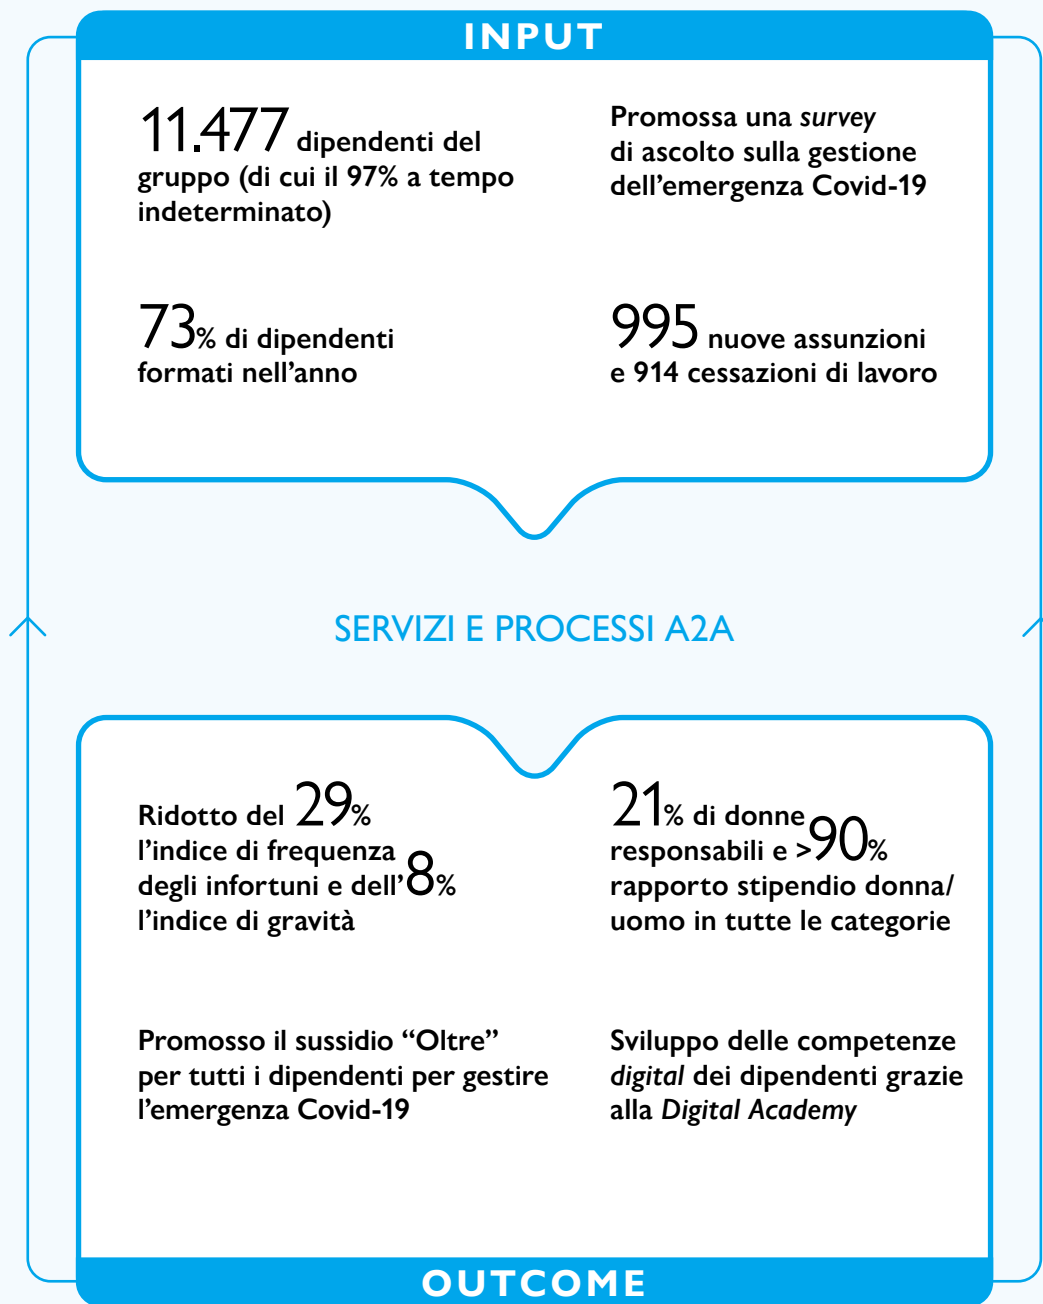 INPUT
11.477 dipendenti del
gruppo (di cui il 97% a tempo
indeterminato)
Promossa una survey
di ascolto sulla gestione
dell'emergenza Covid-19
73% di dipendenti
formati nell'anno
995 nuove assunzioni
e 914 cessazioni di lavoro
SERVIZI E PROCESSI A2A
Ridotto del 29%
l'indice di frequenza
degli infortuni e dell'8%
l'indice di gravità
21% di donne
responsabili e >90%
rapporto stipendio donna/
uomo in tutte le categorie
Promosso il sussidio “Oltre”
per tutti i dipendenti per gestire
l'emergenza Covid-19
Sviluppo delle competenze
digital dei dipendenti grazie
alla Digital Academy
OUTCOME